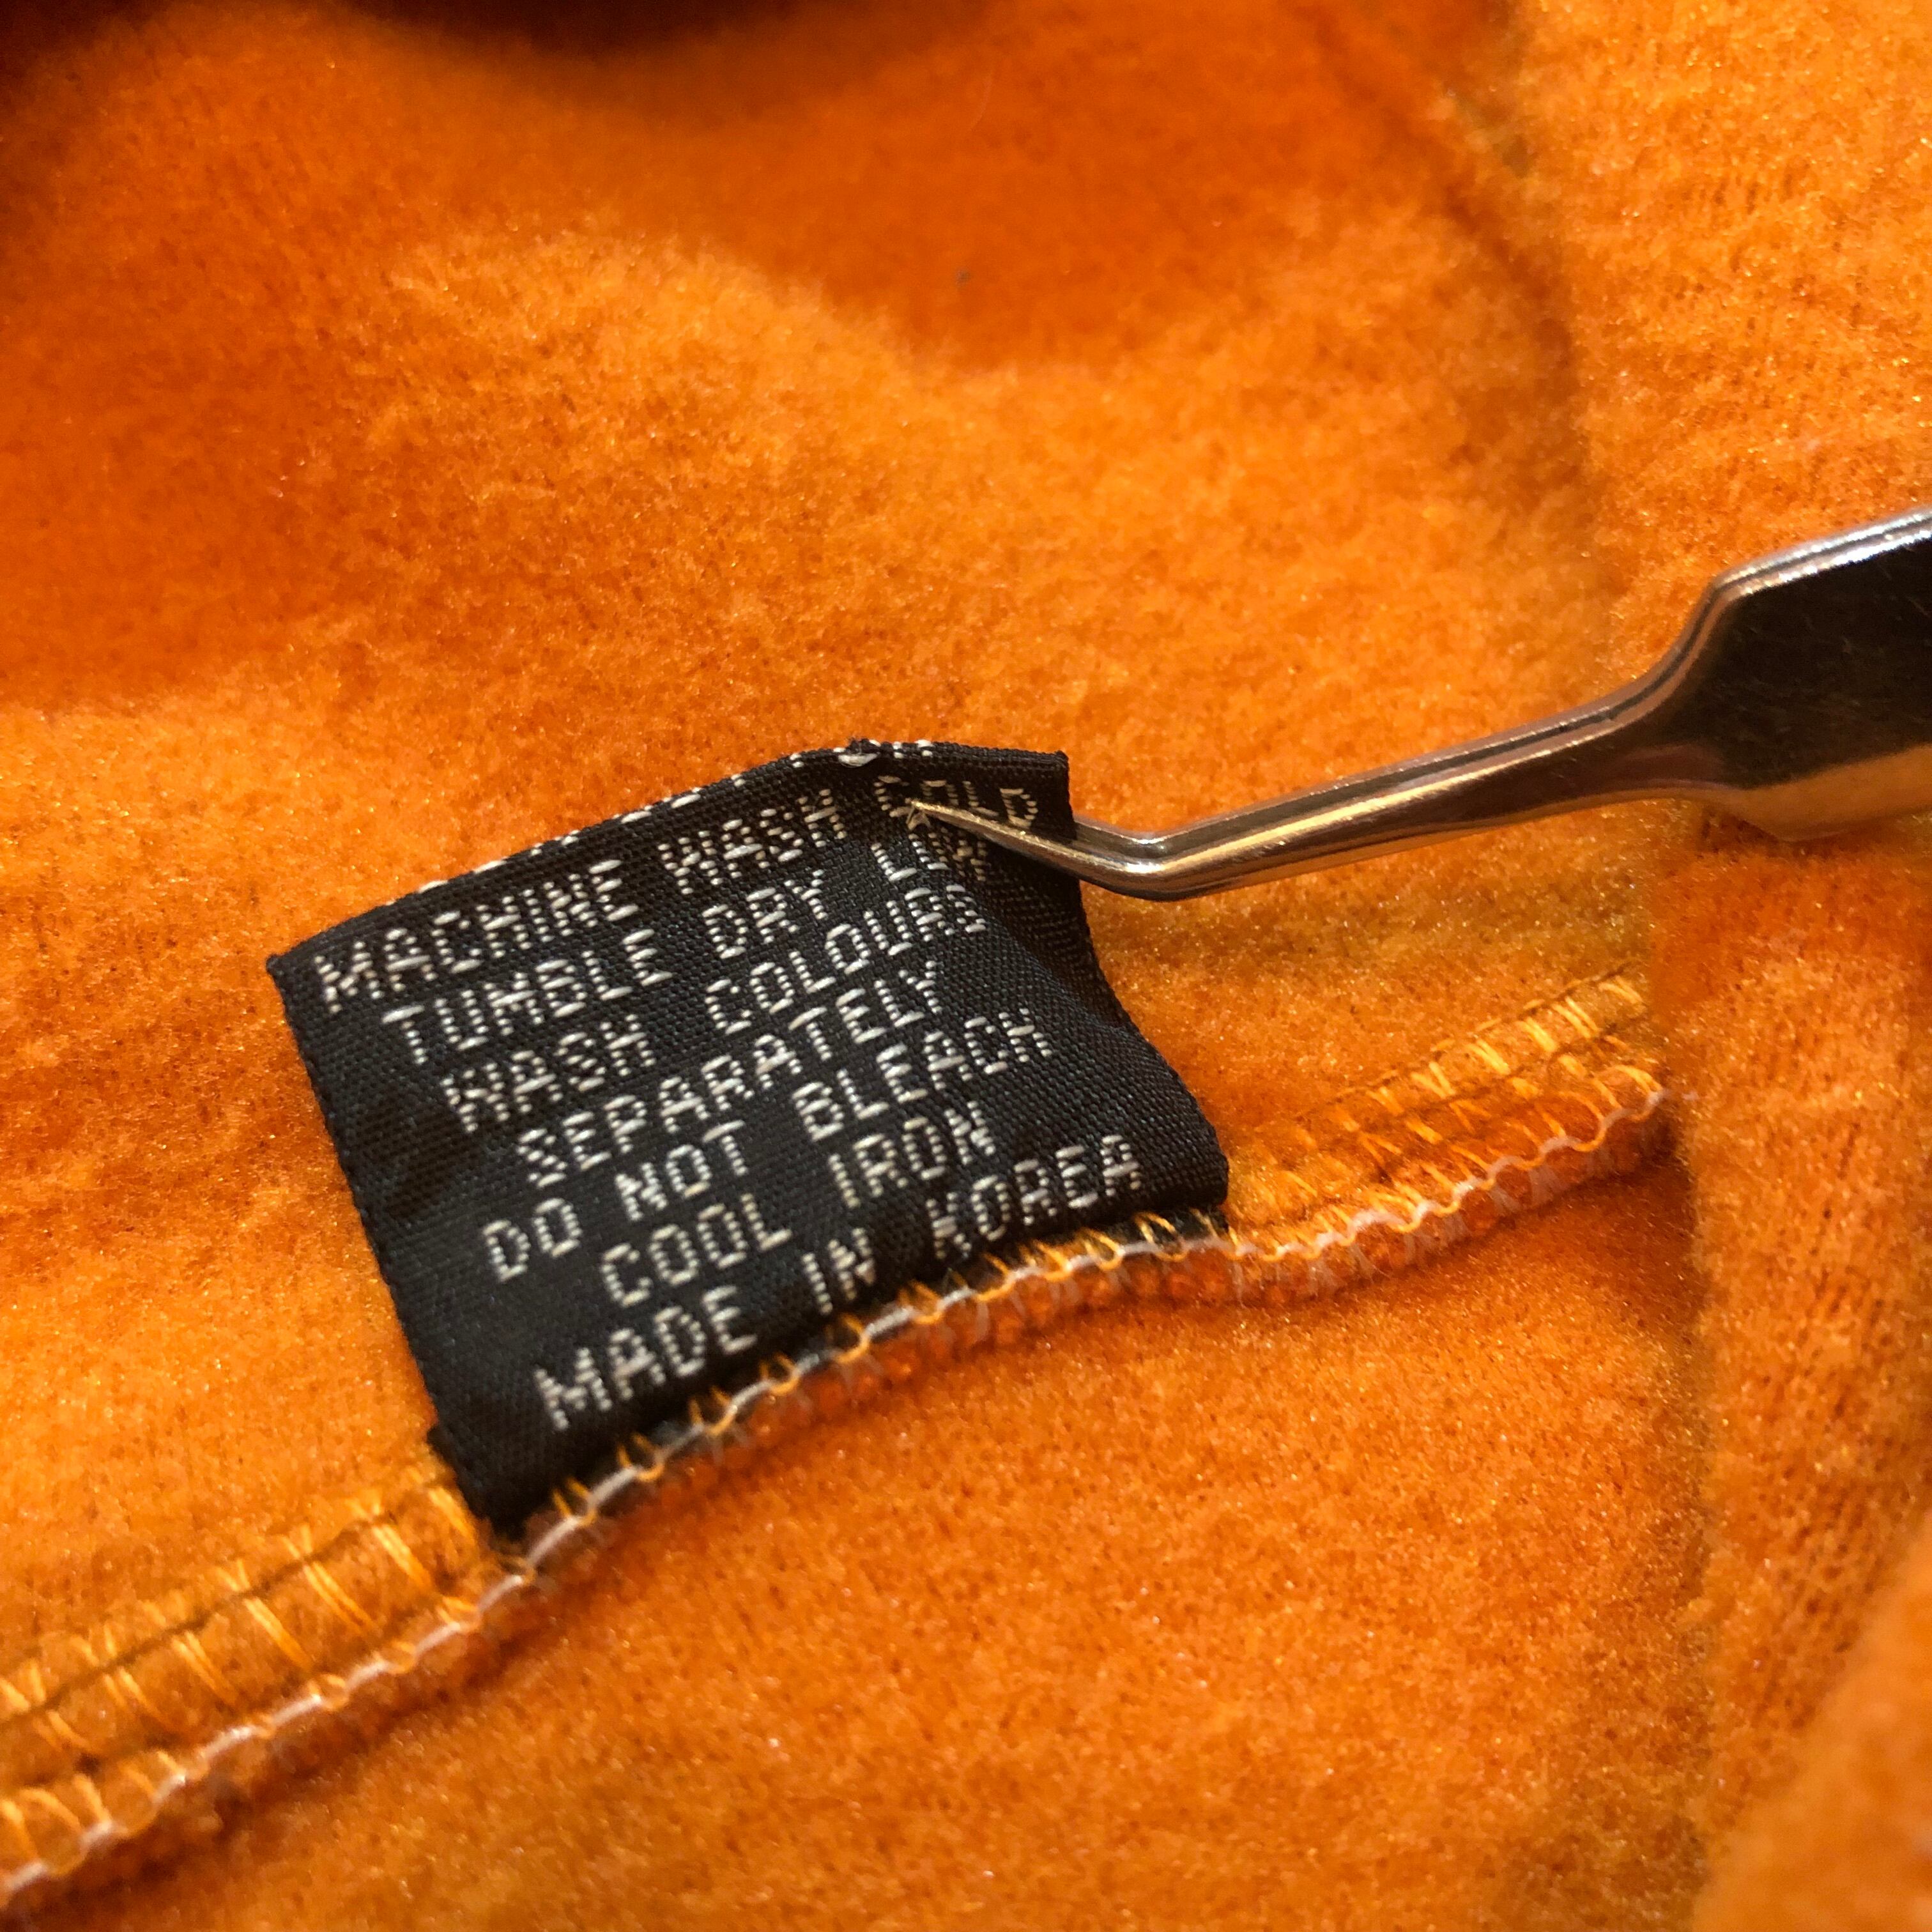 MACHINE WASH COLD
TUMBLE DRY LOW
WASH COLOURS
SEPARATELY
DO NOT BLEACH
COOL IRON
MADE IN KOREA